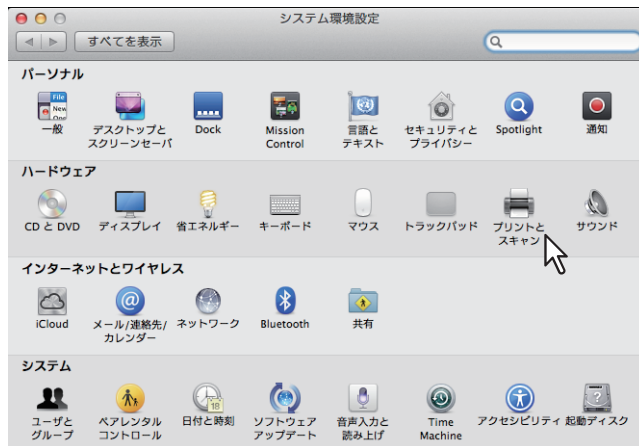 システム環境設定
すべてを表示
パーソナル
File
New
一般
デスクトップと
スクリーンセーバ
Dock
Mission
Control
言語と
テキスト
セキュリティと
プライバシー
Spotlight
通知
ハードウェア
CD と DVD
ディスプレイ
省エネルギー
キーボード
マウス
トラックパッド
プリントと
スキャン
サウンド
インターネットとワイヤレス
iCloud
メール/連絡先/
カレンダー
ネットワーク
Bluetooth
共有
システム
ユーザと
グループ
ペアレンタル
コントロール
18
日付と時刻
ソフトウェア
アップデート
音声入力と
読み上げ
Time
Machine
アクセシビリティ
?
起動ディスク